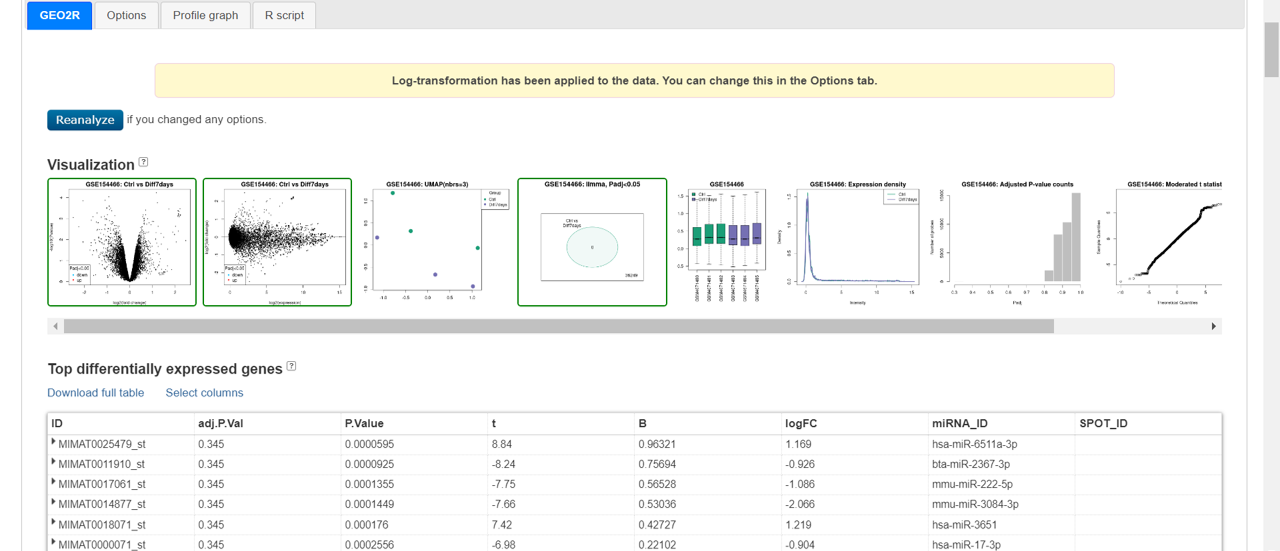 GEO2R Options Profile graph R script
Log-transformation has been applied to the data. You can change this in the Options tab.
Reanalyze if you changed any options.
Visualization ?
GSE154466: Ctrl vs Diff7days
GSE154466: Ctrl vs Diff7days
GSE154466: UMAP(nbrs=3)
GSE154466: limma, Padj<0.05
GSE154466
GSE154466: Expression density
GSE154466: Adjusted P-value counts
GSE154466: Moderated t statist
Top differentially expressed genes ?
Download full table Select columns
ID adj.P.Val P.Value t B logFC miRNA_ID SPOT_ID
MIMAT0025479_st 0.345 0.0000595 8.84 0.96321 1.169 hsa-miR-6511a-3p
MIMAT0011910_st 0.345 0.0000925 -8.24 0.75694 -0.926 bta-miR-2367-3p
MIMAT0017061_st 0.345 0.0001355 -7.75 0.56528 -1.086 mmu-miR-222-5p
MIMAT0014877_st 0.345 0.0001449 -7.66 0.53036 -2.066 mmu-miR-3084-3p
MIMAT0018071_st 0.345 0.000176 7.42 0.42727 1.219 hsa-miR-3651
MIMAT0000071_st 0.345 0.0002556 -6.98 0.22102 -0.904 hsa-miR-17-3p